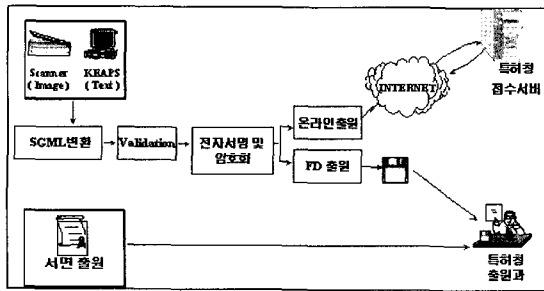 Scanner
(Image)
KEAPS
(Text)
SGML변환
Validation
전자서명 및
암호화
온라인출원
FD 출원
INTERNET
특허청
접수서버
서면 출원
특허청
출원과